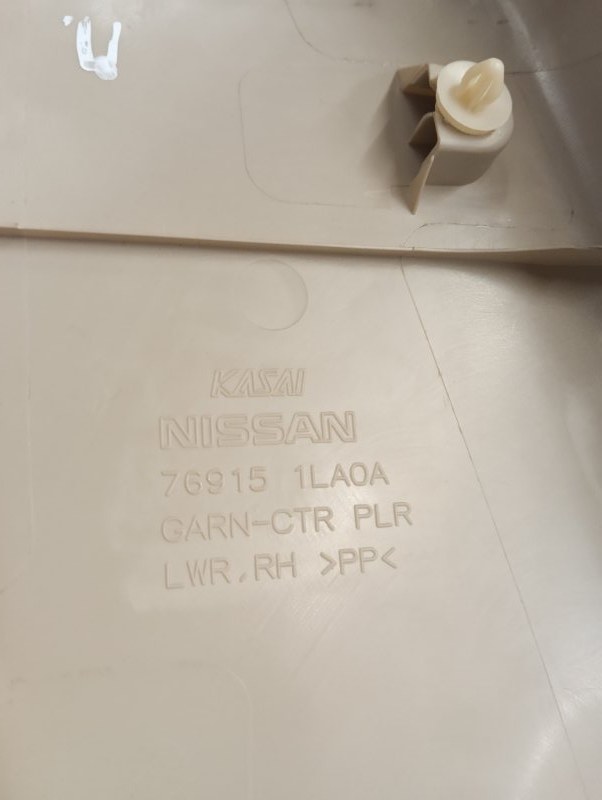 KASAI
NISSAN
76915 1LA0A
GARN-CTR PLR
LWR,RH >PP<